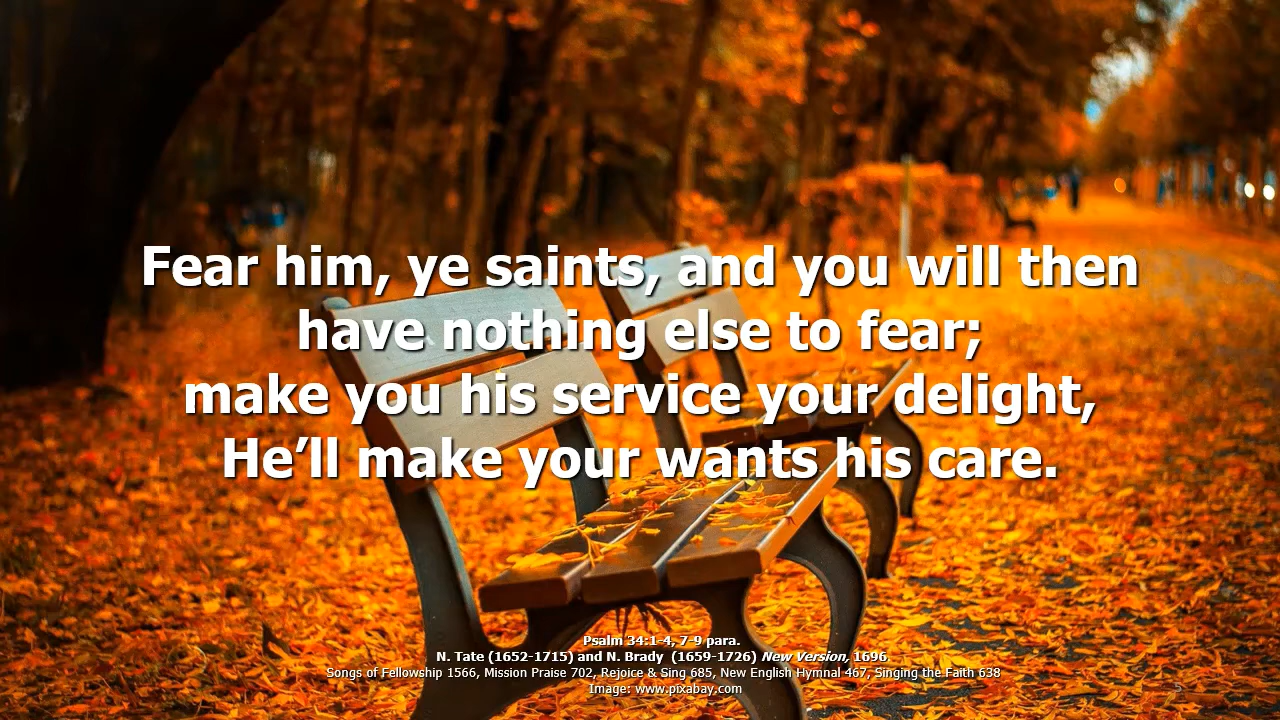 Fear him, ye saints, and you will then
have nothing else to fear;
make you his service your delight,
He’ll make your wants his care.
Psalm 34:1-4, 7-9 para.
N. Tate (1652-1715) and N. Brady (1659-1726) New Version, 1696
Songs of Fellowship 1566, Mission Praise 702, Rejoice & Sing 685, New English Hymnal 467, Singing the Faith 638
Image: www.pixabay.com
5